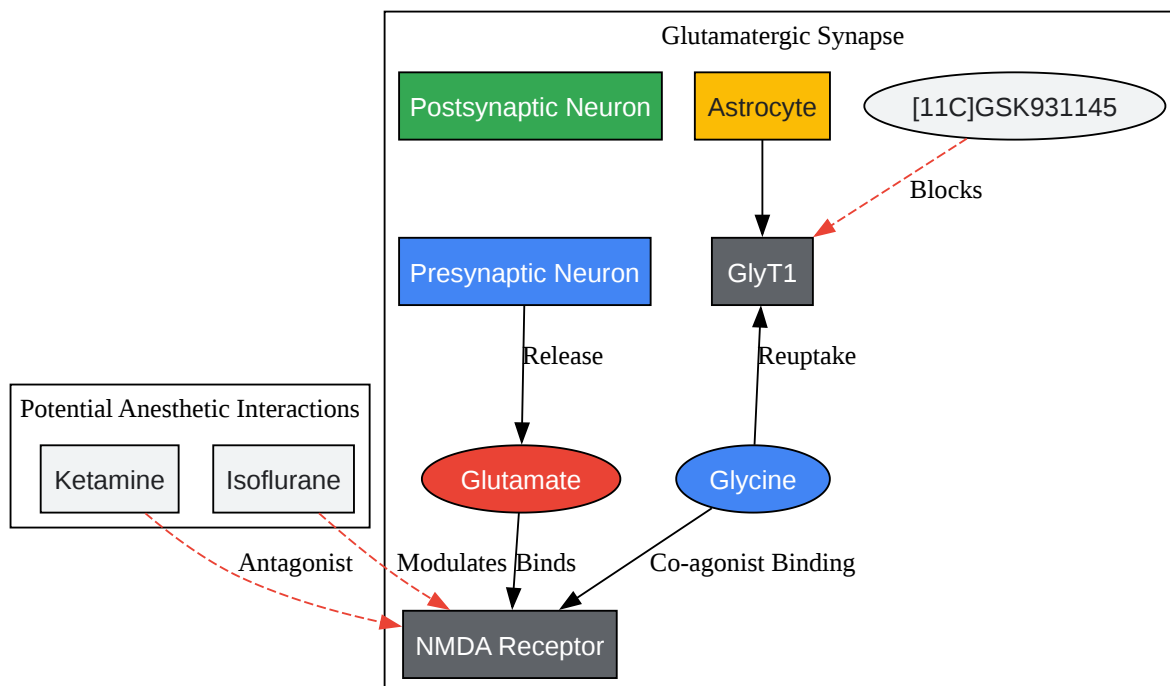 Glutamatergic Synapse
Postsynaptic Neuron
Astrocyte
[11C]GSK931145
Blocks
Presynaptic Neuron
GlyT1
Release
Reuptake
Potential Anesthetic Interactions
Ketamine
Isoflurane
Glutamate
Glycine
Antagonist
Modulates
Binds
Co-agonist Binding
NMDA Receptor